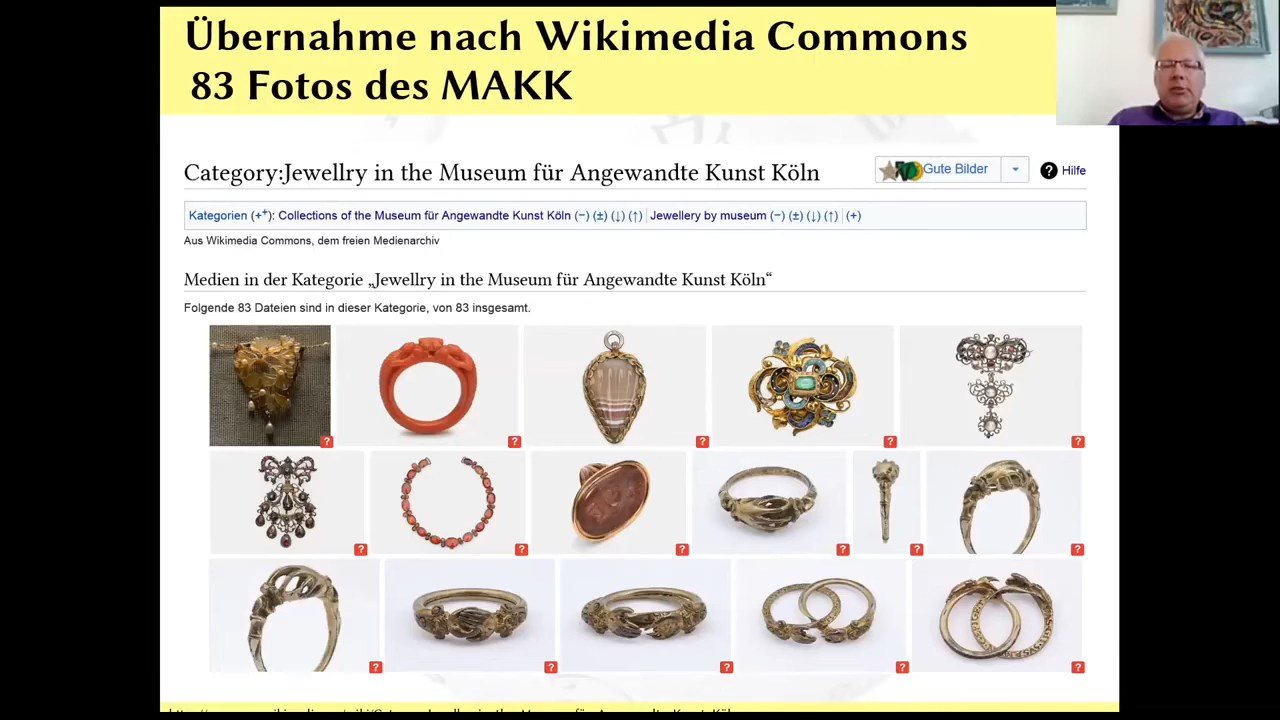 Übernahme nach Wikimedia Commons
83 Fotos des MAKK
Category:Jewellry in the Museum für Angewandte Kunst Köln
Gute Bilder
Hilfe
Kategorien (+⁺): Collections of the Museum für Angewandte Kunst Köln (−) (±) (↓) (↑) | Jewellery by museum (−) (±) (↓) (↑) | (+)
Aus Wikimedia Commons, dem freien Medienarchiv
Medien in der Kategorie „Jewellry in the Museum für Angewandte Kunst Köln“
Folgende 83 Dateien sind in dieser Kategorie, von 83 insgesamt.